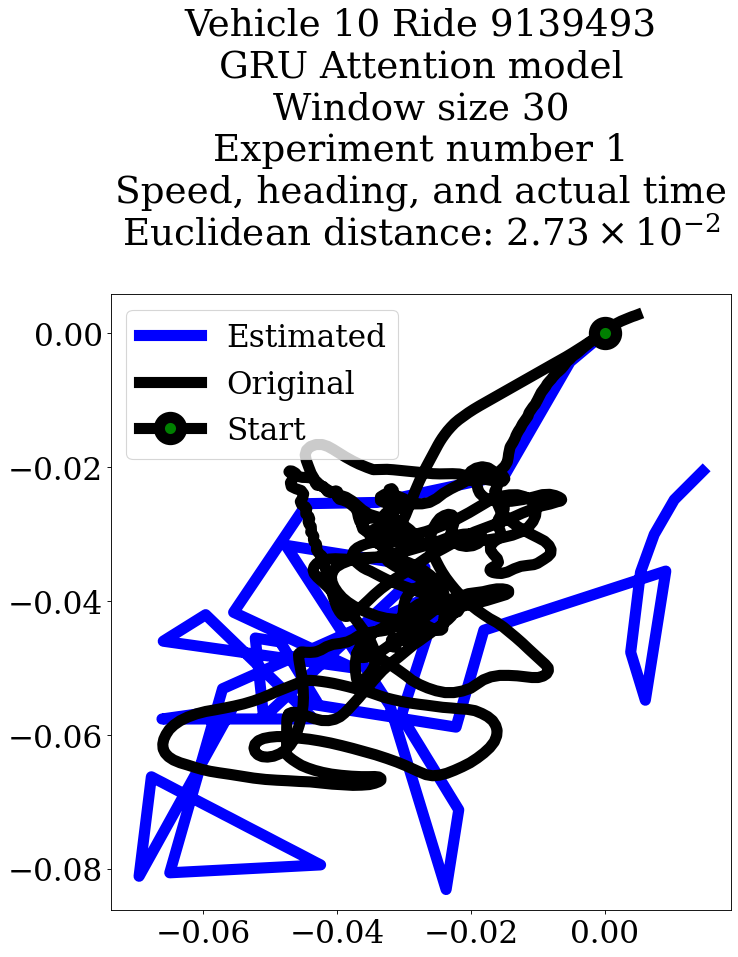 Vehicle 10 Ride 9139493
GRU Attention model
Window size 30
Experiment number 1
Speed, heading, and actual time
Euclidean distance: 2.73 × 10⁻²
Estimated
Original
Start
0.00
−0.02
−0.04
−0.06
−0.08
−0.06 −0.04 −0.02 0.00